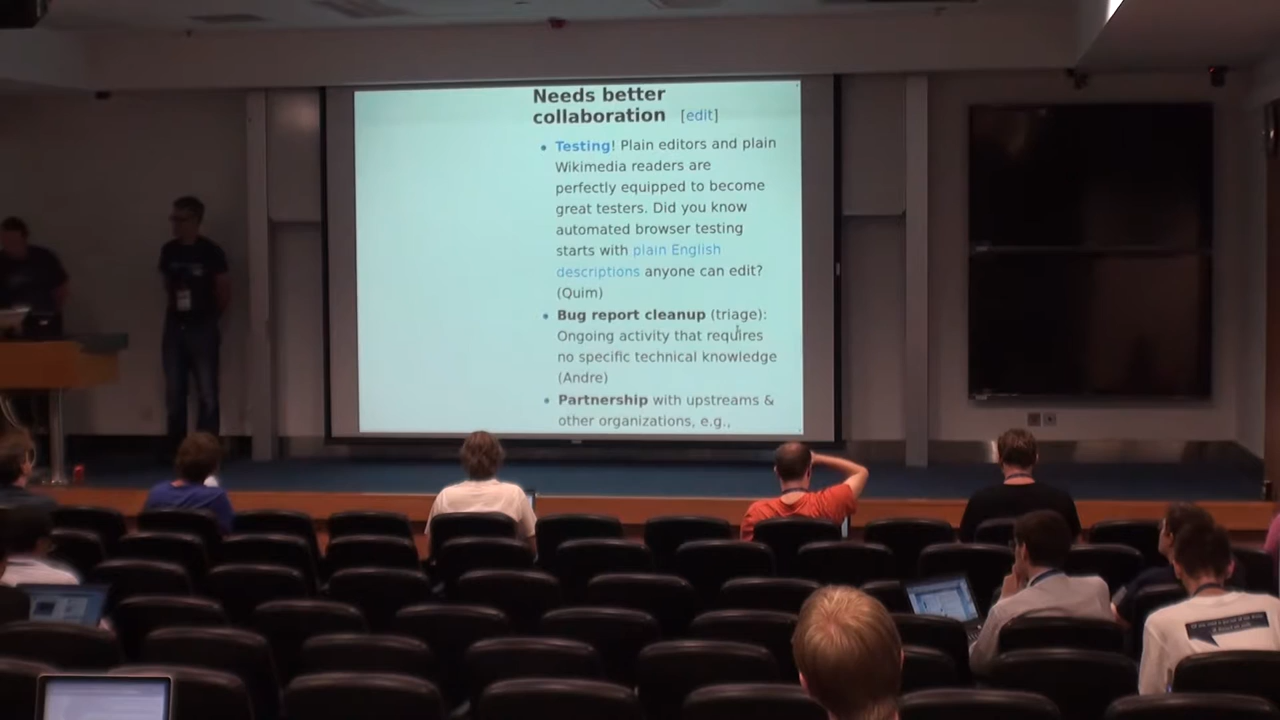 Needs better
collaboration [edit]
• Testing! Plain editors and plain
Wikimedia readers are
perfectly equipped to become
great testers. Did you know
automated browser testing
starts with plain English
descriptions anyone can edit?
(Quim)
• Bug report cleanup (triage):
Ongoing activity that requires
no specific technical knowledge
(Andre)
• Partnership with upstreams &
other organizations, e.g.,